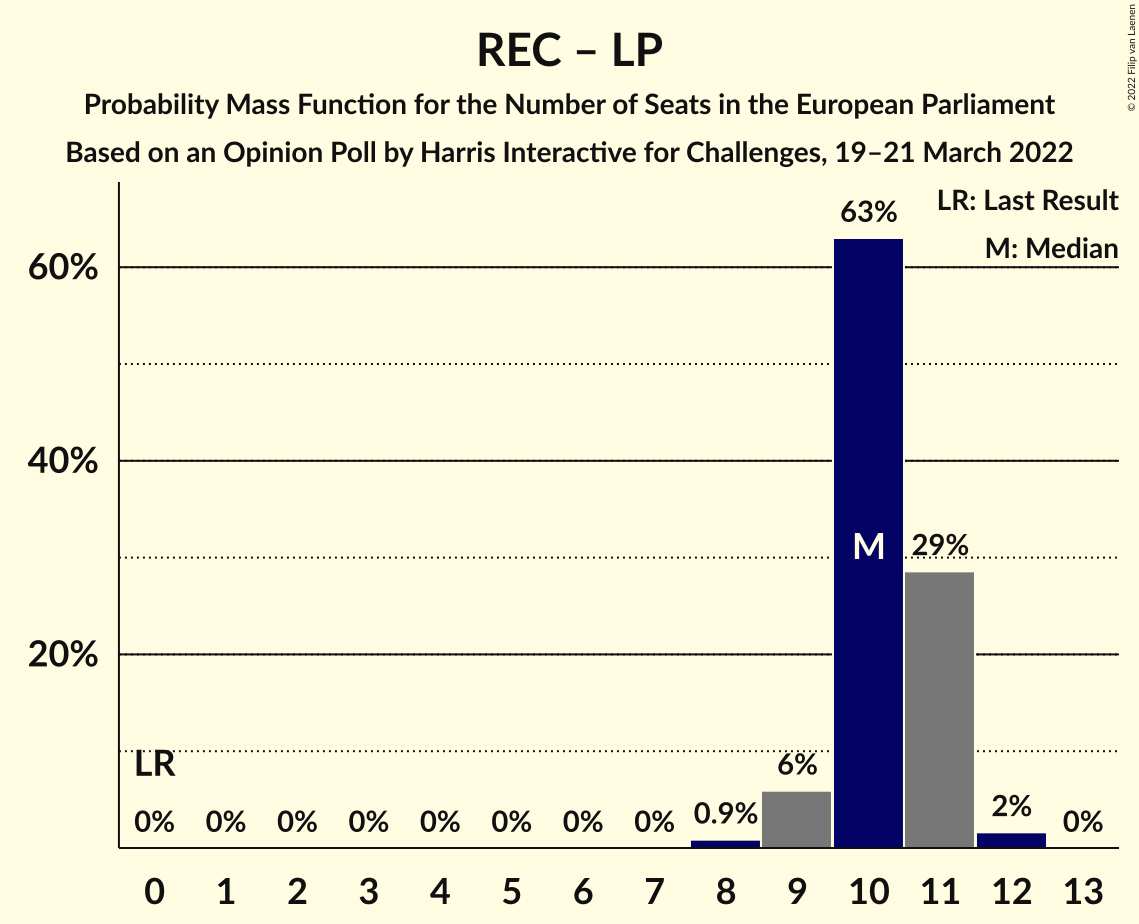 REC – LP
Probability Mass Function for the Number of Seats in the European Parliament
Based on an Opinion Poll by Harris Interactive for Challenges, 19–21 March 2022
© 2022 Filip van Laenen
LR: Last Result
M: Median
63%
60%
40%
M
29%
20%
LR
6%
0% 0% 0% 0% 0% 0% 0% 0% 0.9% 2% 0%
0 1 2 3 4 5 6 7 8 9 10 11 12 13